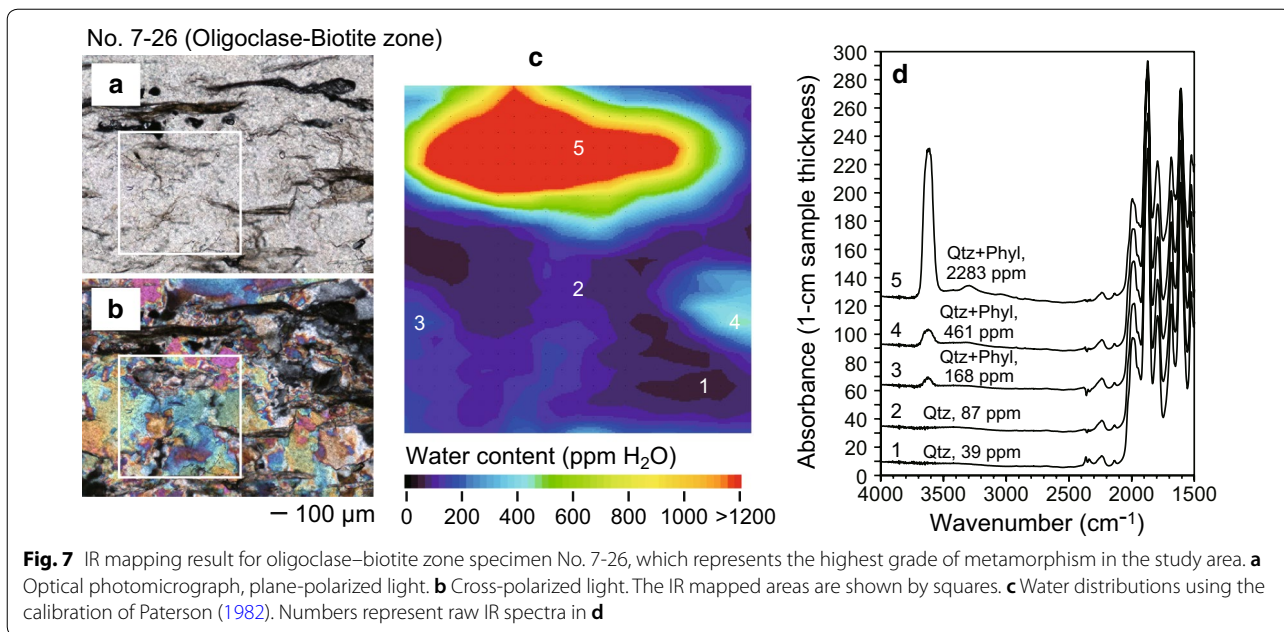 No. 7-26 (Oligoclase-Biotite zone)
a
b
— 100 µm
c
5
2
3
4
1
Water content (ppm H₂O)
0 200 400 600 800 1000 >1200
d
Absorbance (1-cm sample thickness)
300
280
260
240
220
200
180
160
140
120
100
80
60
40
20
0
5
Qtz+Phyl,
2283 ppm
4
Qtz+Phyl,
461 ppm
3
Qtz+Phyl,
168 ppm
2
Qtz, 87 ppm
1
Qtz, 39 ppm
4000 3500 3000 2500 2000 1500
Wavenumber (cm⁻¹)
Fig. 7 IR mapping result for oligoclase–biotite zone specimen No. 7-26, which represents the highest grade of metamorphism in the study area. a
Optical photomicrograph, plane-polarized light. b Cross-polarized light. The IR mapped areas are shown by squares. c Water distributions using the
calibration of Paterson (1982). Numbers represent raw IR spectra in d